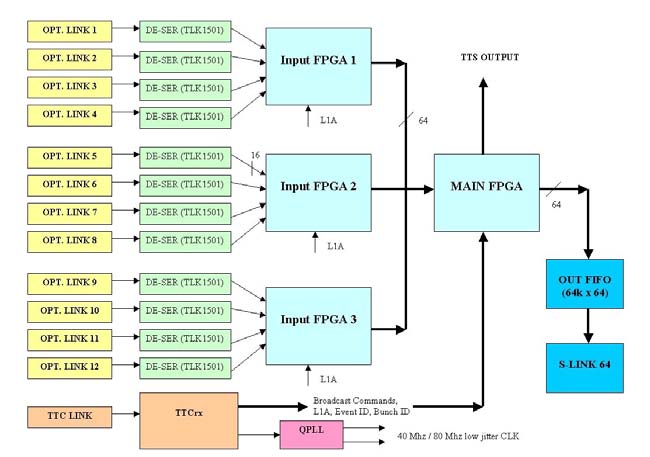 OPT. LINK 1
DE-SER (TLK1501)
OPT. LINK 2
DE-SER (TLK1501)
OPT. LINK 3
DE-SER (TLK1501)
OPT. LINK 4
DE-SER (TLK1501)
Input FPGA 1
L1A
64
TTS OUTPUT
OPT. LINK 5
DE-SER (TLK1501)
16
OPT. LINK 6
DE-SER (TLK1501)
OPT. LINK 7
DE-SER (TLK1501)
OPT. LINK 8
DE-SER (TLK1501)
Input FPGA 2
L1A
MAIN FPGA
64
OUT FIFO
(64k x 64)
S-LINK 64
OPT. LINK 9
DE-SER (TLK1501)
OPT. LINK 10
DE-SER (TLK1501)
OPT. LINK 11
DE-SER (TLK1501)
OPT. LINK 12
DE-SER (TLK1501)
Input FPGA 3
L1A
TTC LINK
TTCrx
Broadcast Commands,
L1A, Event ID, Bunch ID
QPLL
40 Mhz / 80 Mhz low jitter CLK